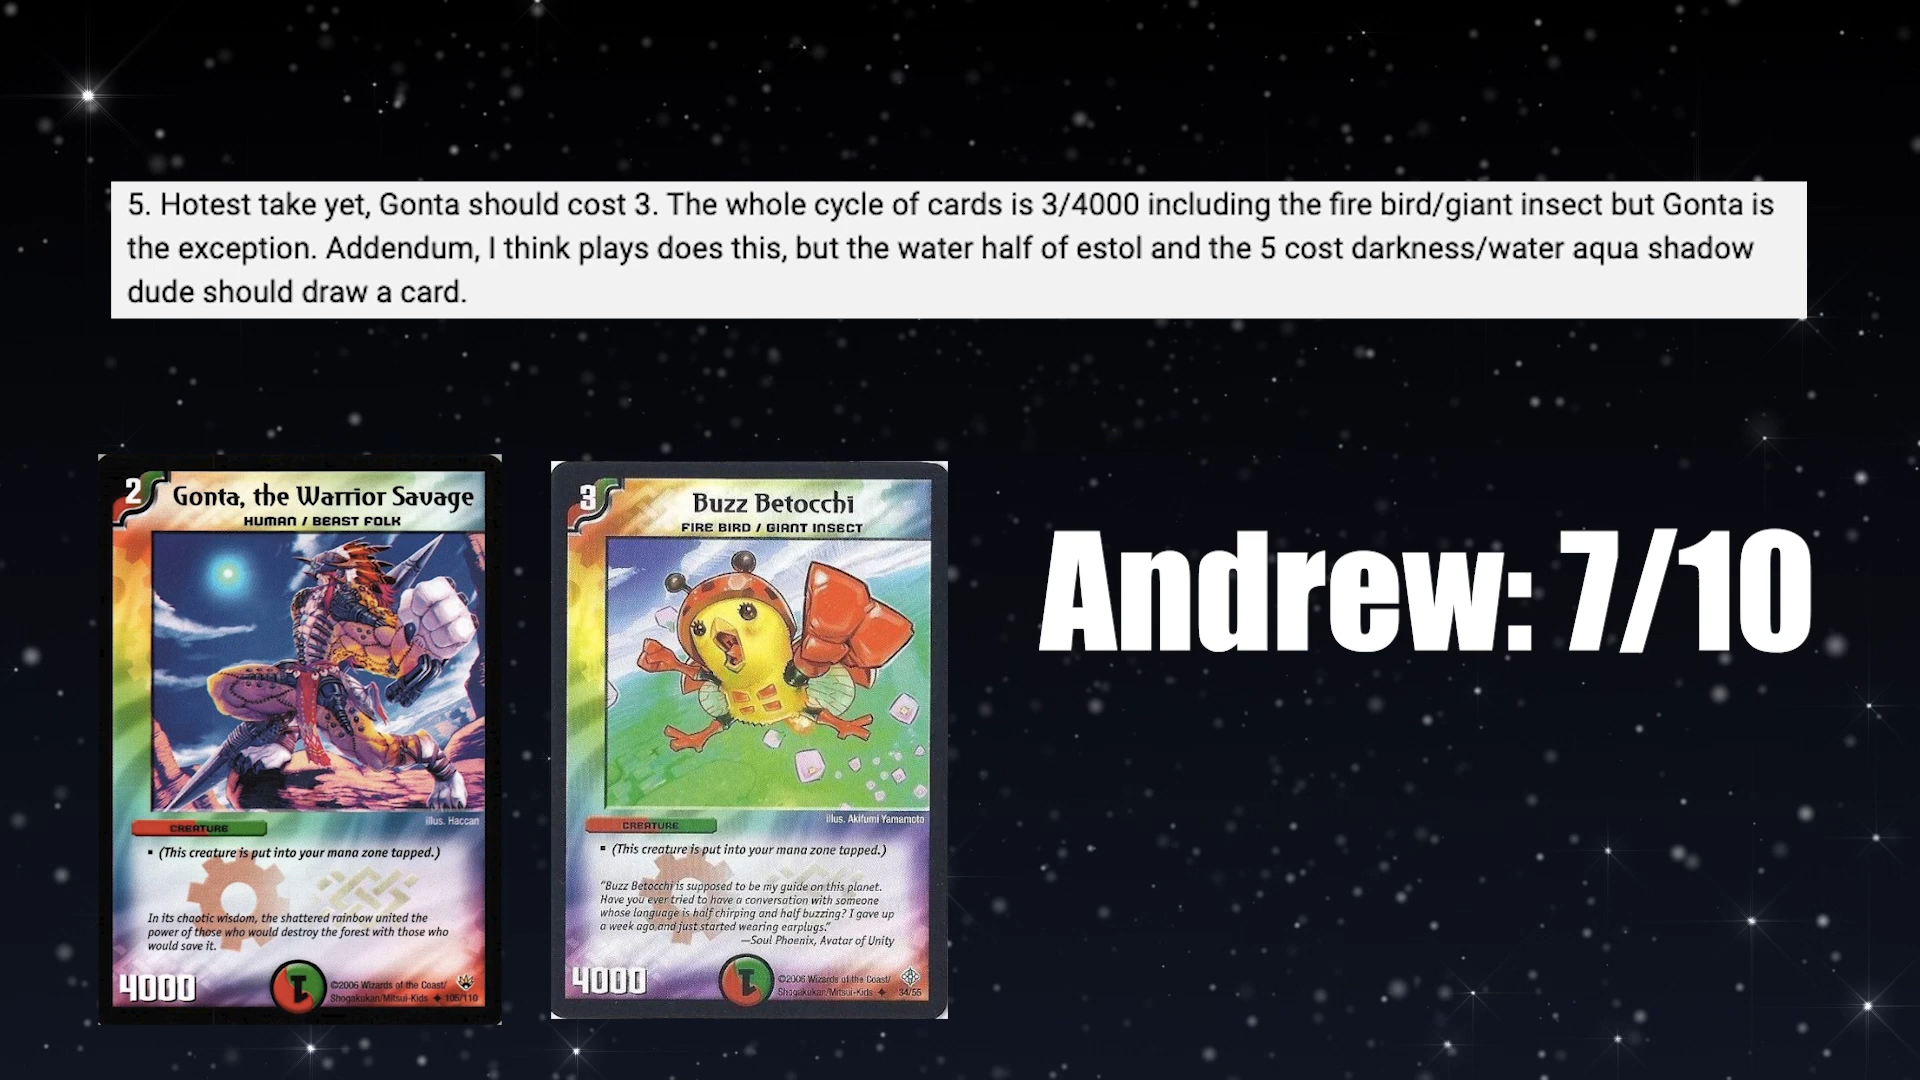 5. Hotest take yet, Gonta should cost 3. The whole cycle of cards is 3/4000 including the fire bird/giant insect but Gonta is
the exception. Addendum, I think plays does this, but the water half of estol and the 5 cost darkness/water aqua shadow
dude should draw a card.
2
Gonta, the Warrior Savage
HUMAN / BEAST FOLK
illus. Haccan
CREATURE
▪ (This creature is put into your mana zone tapped.)
In its chaotic wisdom, the shattered rainbow united the
power of those who would destroy the forest with those who
would save it.
4000
1
©2006 Wizards of the Coast/
Shogakukan/Mitsui-Kids ♦ 105/110
3
Buzz Betocchi
FIRE BIRD / GIANT INSECT
illus. Akifumi Yamamoto
CREATURE
▪ (This creature is put into your mana zone tapped.)
"Buzz Betocchi is supposed to be my guide on this planet.
Have you ever tried to have a conversation with someone
whose language is half chirping and half buzzing? I gave up
a week ago and just started wearing earplugs."
—Soul Phoenix, Avatar of Unity
4000
1
©2006 Wizards of the Coast/
Shogakukan/Mitsui-Kids ♦ 34/55
Andrew: 7/10